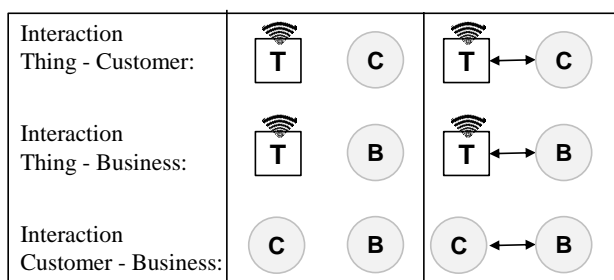 Interaction
Thing - Customer:
T C T C
Interaction
Thing - Business:
T B T B
Interaction
Customer - Business:
C B C B